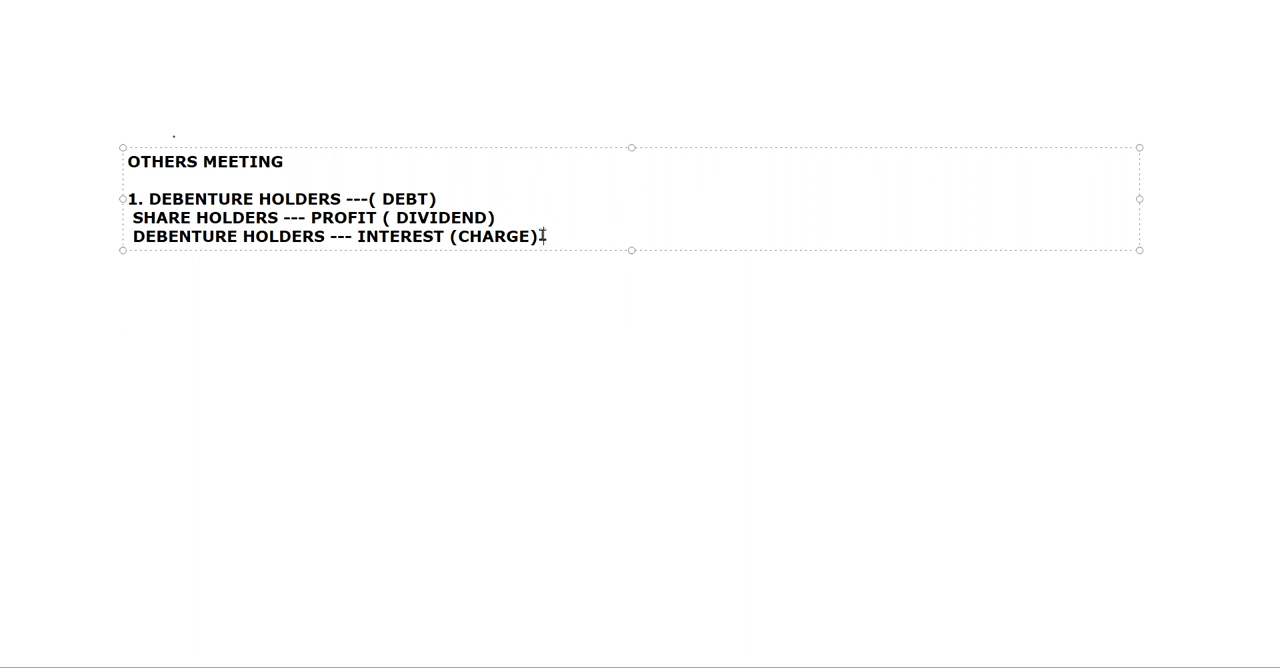 OTHERS MEETING
1. DEBENTURE HOLDERS ---( DEBT)
SHARE HOLDERS --- PROFIT ( DIVIDEND)
DEBENTURE HOLDERS --- INTEREST (CHARGE)